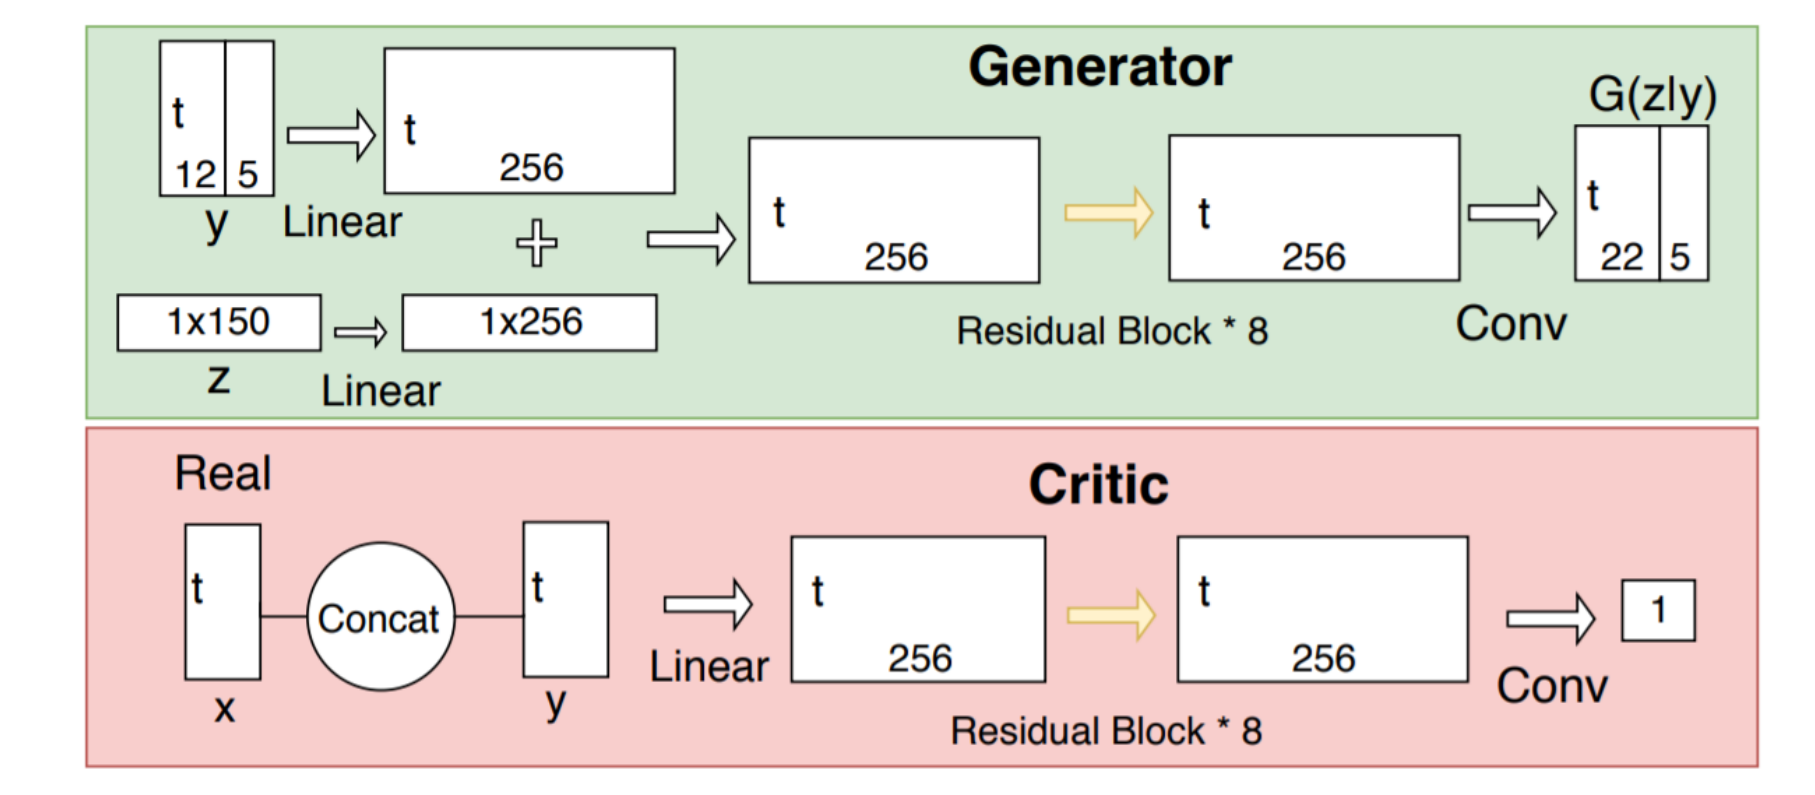 Generator
t
12 5
y
Linear
t
256
+
1x150
z
Linear
1x256
t
256
Residual Block * 8
t
256
Conv
G(z|y)
t
22 5
Critic
Real
t
x
Concat
t
y
Linear
t
256
Residual Block * 8
t
256
Conv
1